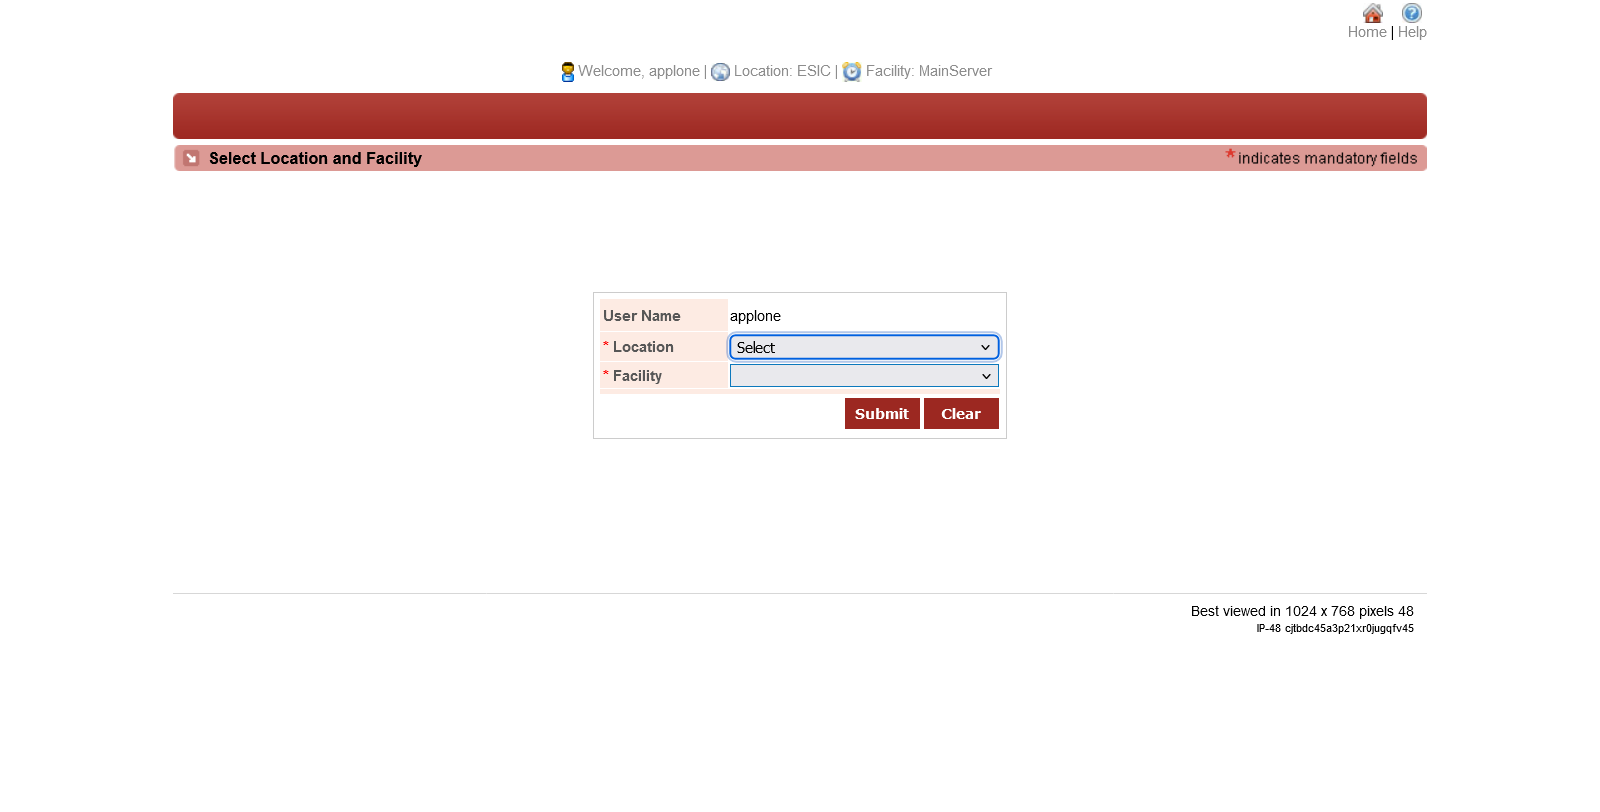 Home | Help
Welcome, applone | Location: ESIC | Facility: MainServer
Select Location and Facility
*indicates mandatory fields
User Name applone
* Location Select
* Facility
Submit Clear
Best viewed in 1024 x 768 pixels 48
IP-48 cjtbdc45a3p21xr0jugqfv45